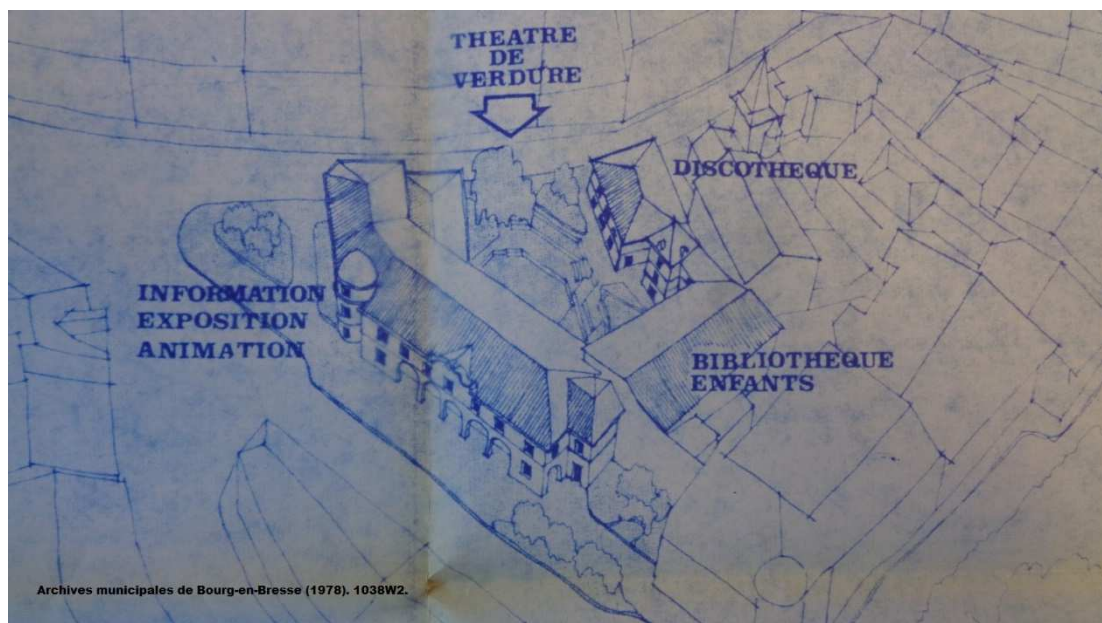 THEATRE
DE
VERDURE
DISCOTHEQUE
INFORMATION
EXPOSITION
ANIMATION
BIBLIOTHEQUE
ENFANTS
Archives municipales de Bourg-en-Bresse (1978). 1038W2.